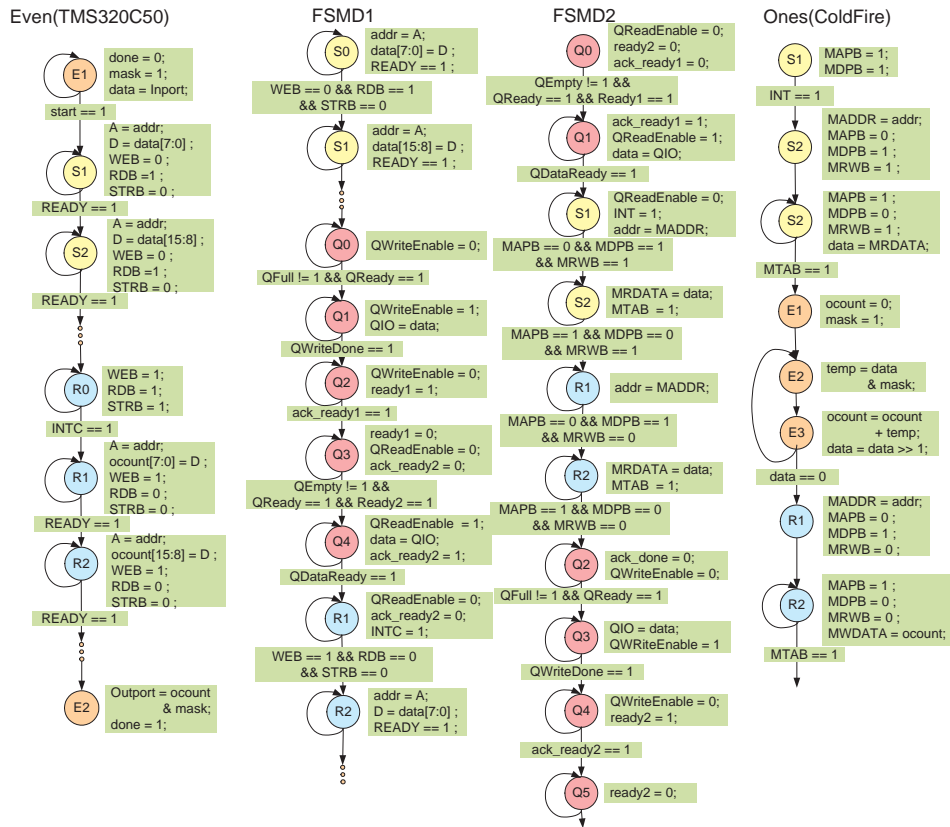 Even(TMS320C50)
E1
done = 0;
mask = 1;
data = Inport;
start == 1
S1
A = addr;
D = data[7:0] ;
WEB = 0 ;
RDB =1 ;
STRB = 0 ;
READY == 1
S2
A = addr;
D = data[15:8] ;
WEB = 0;
RDB =1 ;
STRB = 0 ;
READY == 1
R0
WEB = 1;
RDB = 1;
STRB = 1;
INTC == 1
R1
A = addr;
ocount[7:0] = D ;
WEB = 1;
RDB = 0;
STRB = 0;
READY == 1
R2
A = addr;
ocount[15:8] = D ;
WEB = 1;
RDB = 0 ;
STRB = 0 ;
READY == 1
E2
Outport = ocount
& mask;
done = 1;
FSMD1
S0
addr = A;
data[7:0] = D ;
READY = 1 ;
WEB == 0 && RDB == 1
&& STRB == 0
S1
addr = A;
data[15:8] = D ;
READY == 1 ;
Q0
QWriteEnable = 0;
QFull != 1 && QReady == 1
Q1
QWriteEnable = 1;
QIO = data;
QWriteDone == 1
Q2
QWriteEnable = 0;
ready1 = 1;
ack_ready1 == 1
Q3
ready1 = 0;
QReadEnable = 0;
ack_ready2 = 0;
QEmpty != 1 &&
QReady == 1 && Ready2 == 1
Q4
QReadEnable = 1;
data = QIO;
ack_ready2 = 1;
QDataReady == 1
R1
QReadEnable = 0;
ack_ready2 = 0;
INTC = 1;
WEB == 1 && RDB == 0
&& STRB == 0
R2
addr = A;
D = data[7:0] ;
READY == 1 ;
FSMD2
Q0
QReadEnable = 0;
ready2 = 0;
ack_ready1 = 0;
QEmpty != 1 &&
QReady == 1 && Ready1 == 1
Q1
ack_ready1 = 1;
QReadEnable = 1;
data = QIO;
QDataReady == 1
S1
QReadEnable = 0;
INT = 1;
addr = MADDR;
MAPB == 0 && MDPB == 1
&& MRWB == 1
S2
MRDATA = data;
MTAB = 1;
MAPB == 1 && MDPB == 0
&& MRWB == 1
R1
addr = MADDR;
MAPB == 0 && MDPB == 1
&& MRWB == 0
R2
MRDATA = data;
MTAB = 1;
MAPB == 1 && MDPB == 0
&& MRWB == 0
Q2
ack_done = 0;
QWriteEnable = 0;
QFull != 1 && QReady == 1
Q3
QIO = data;
QWRiteEnable = 1
QWriteDone == 1
Q4
QWriteEnable = 0;
ready2 = 1;
ack_ready2 == 1
Q5
ready2 = 0;
Ones(ColdFire)
S1
MAPB = 1;
MDPB = 1;
INT == 1
S2
MADDR = addr;
MAPB = 0 ;
MDPB = 1 ;
MRWB = 1 ;
S2
MAPB = 1 ;
MDPB = 0 ;
MRWB = 1 ;
data = MRDATA;
MTAB == 1
E1
ocount = 0;
mask = 1;
E2
temp = data
& mask;
E3
ocount = ocount
+ temp;
data = data >> 1;
data == 0
R1
MADDR = addr;
MAPB = 0 ;
MDPB = 1 ;
MRWB = 0 ;
R2
MAPB = 1 ;
MDPB = 0 ;
MRWB = 0 ;
MWDATA = ocount;
MTAB == 1